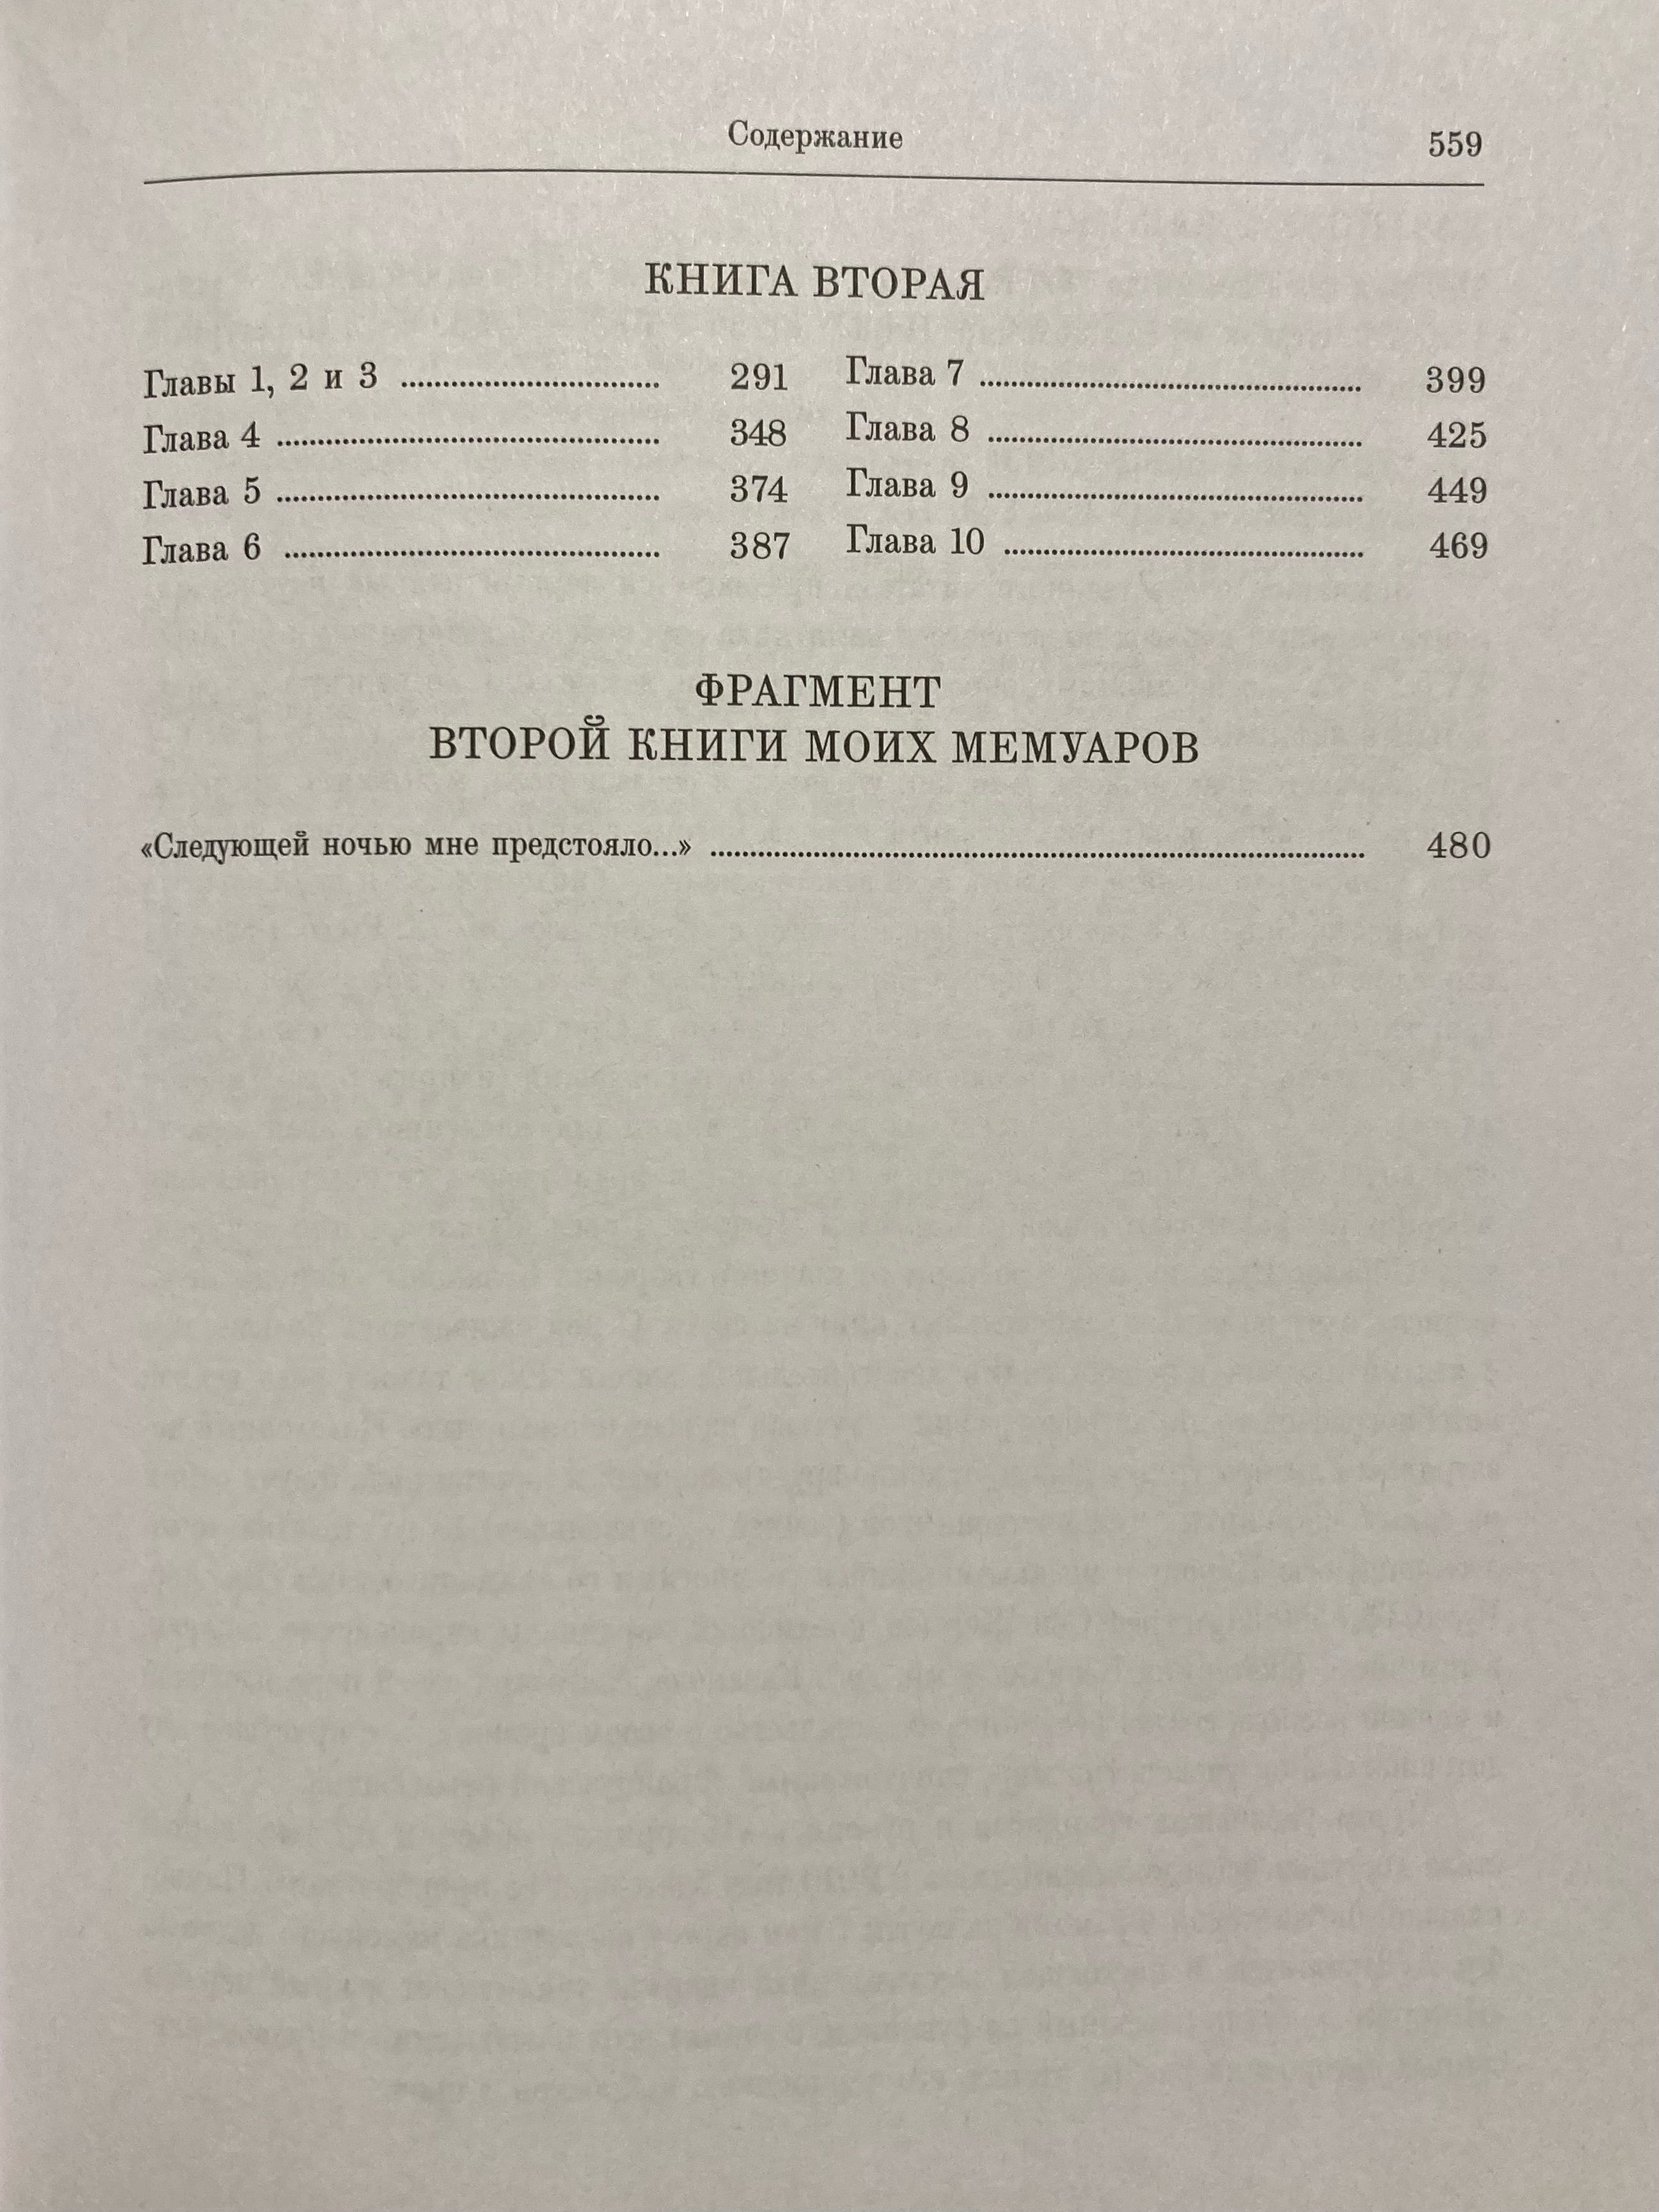 Содержание 559
КНИГА ВТОРАЯ
Главы 1, 2 и 3 ............................... 291
Глава 4 .............................................. 348
Глава 5 .............................................. 374
Глава 6 ............................................. 387
Глава 7 .............................................. 399
Глава 8 ............................................. 425
Глава 9 ............................................. 449
Глава 10 ........................................... 469
ФРАГМЕНТ
ВТОРОЙ КНИГИ МОИХ МЕМУАРОВ
«Следующей ночью мне предстояло...» ............................................................................... 480